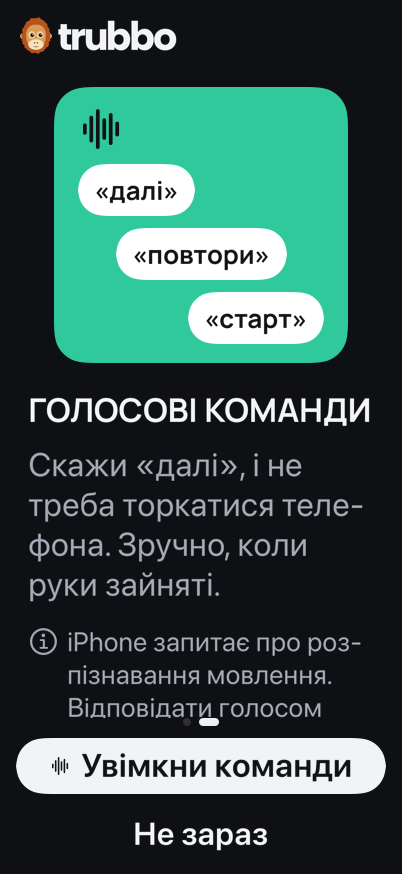 trubbo
«далі»
«повтори»
«старт»
ГОЛОСОВІ КОМАНДИ
Скажи «далі», і не
треба торкатися теле-
фона. Зручно, коли
руки зайняті.
iPhone запитає про роз-
пізнавання мовлення.
Відповідати голосом
Увімкни команди
Не зараз